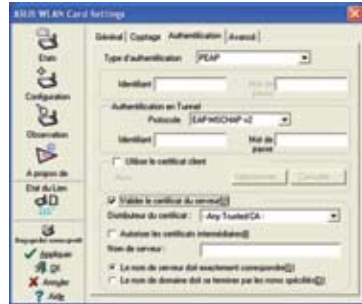 ASUS WLAN Card Settings
Général Cryptage Authentification Avancé
Type d'authentification PEAP
Identifiant Mot de passe
Authentification en Tunnel
Protocole EAP-MSCHAP v2
Identifiant Mot de passe
Utiliser le certificat client
Valider le certificat du serveur(V)
Distributeur du certificat : - Any Trusted CA -
Autoriser les certificats intermédiaires(I)
Nom de serveur :
Le nom de serveur doit exactement correspondre
Le nom de domaine doit se terminer par les noms spécifiés
Etats
Configuration
Observation
A propos de
Etat du Lien
Appliquer
OK
Annuler
Aide